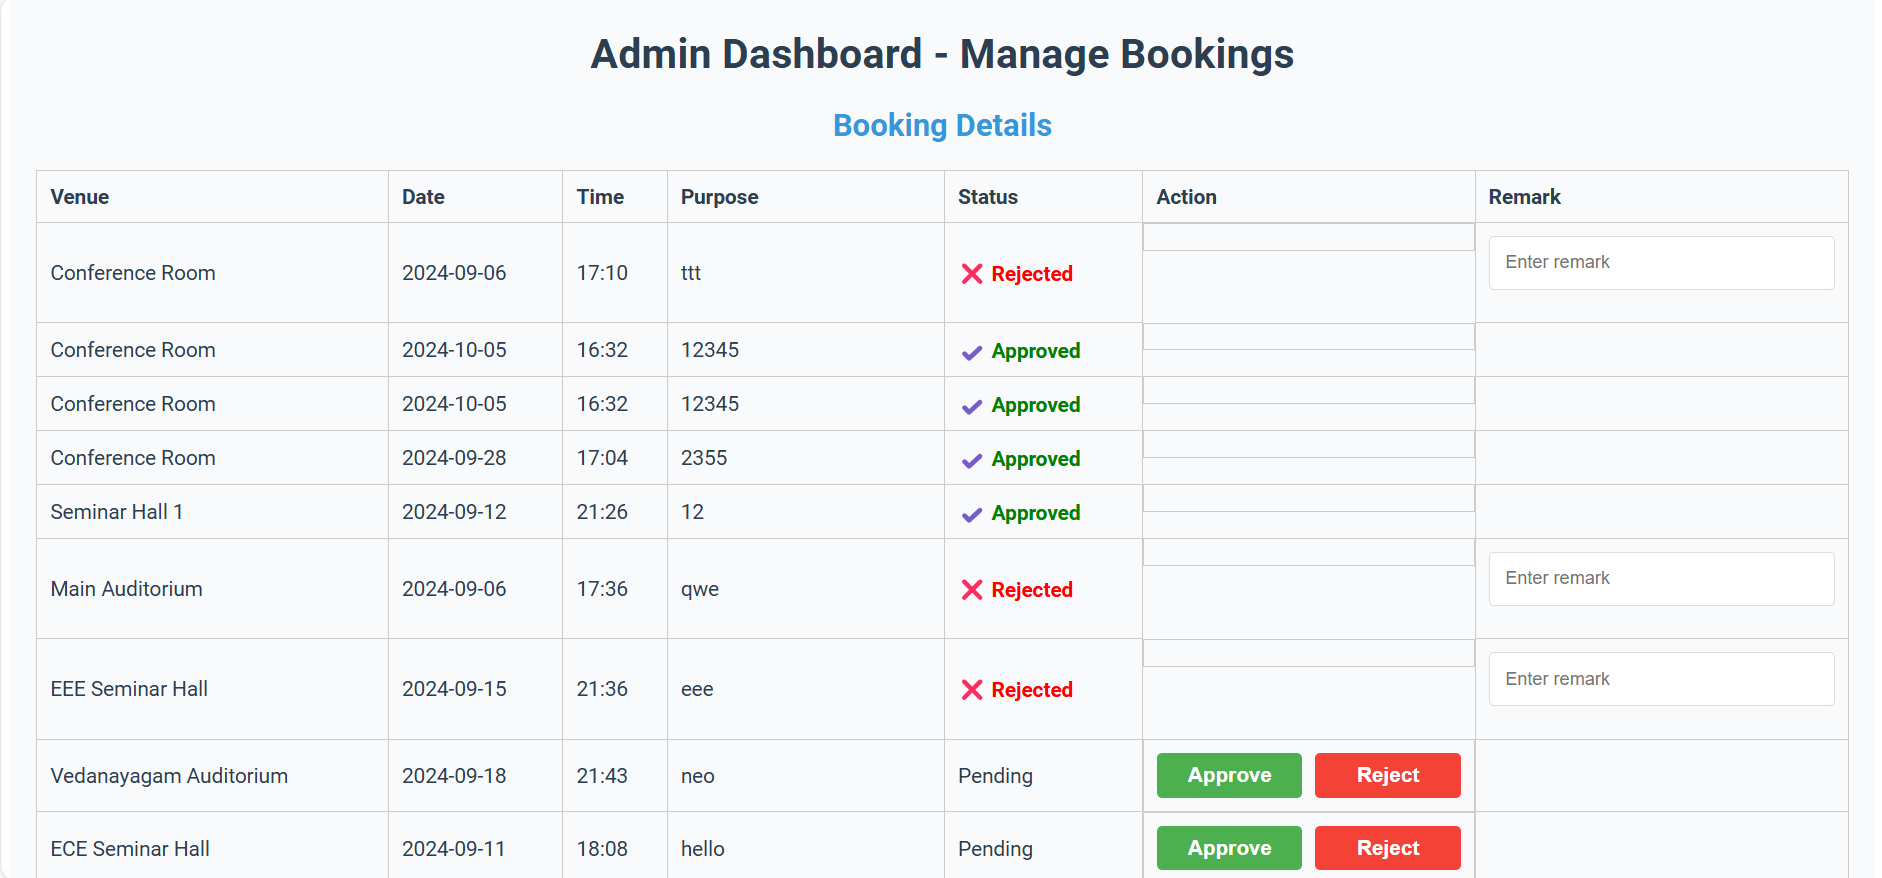 Admin Dashboard - Manage Bookings
Booking Details
Venue Date Time Purpose Status Action Remark
Conference Room 2024-09-06 17:10 ttt ❌ Rejected Enter remark
Conference Room 2024-10-05 16:32 12345 ✔ Approved
Conference Room 2024-10-05 16:32 12345 ✔ Approved
Conference Room 2024-09-28 17:04 2355 ✔ Approved
Seminar Hall 1 2024-09-12 21:26 12 ✔ Approved
Main Auditorium 2024-09-06 17:36 qwe ❌ Rejected Enter remark
EEE Seminar Hall 2024-09-15 21:36 eee ❌ Rejected Enter remark
Vedanayagam Auditorium 2024-09-18 21:43 neo Pending Approve Reject
ECE Seminar Hall 2024-09-11 18:08 hello Pending Approve Reject